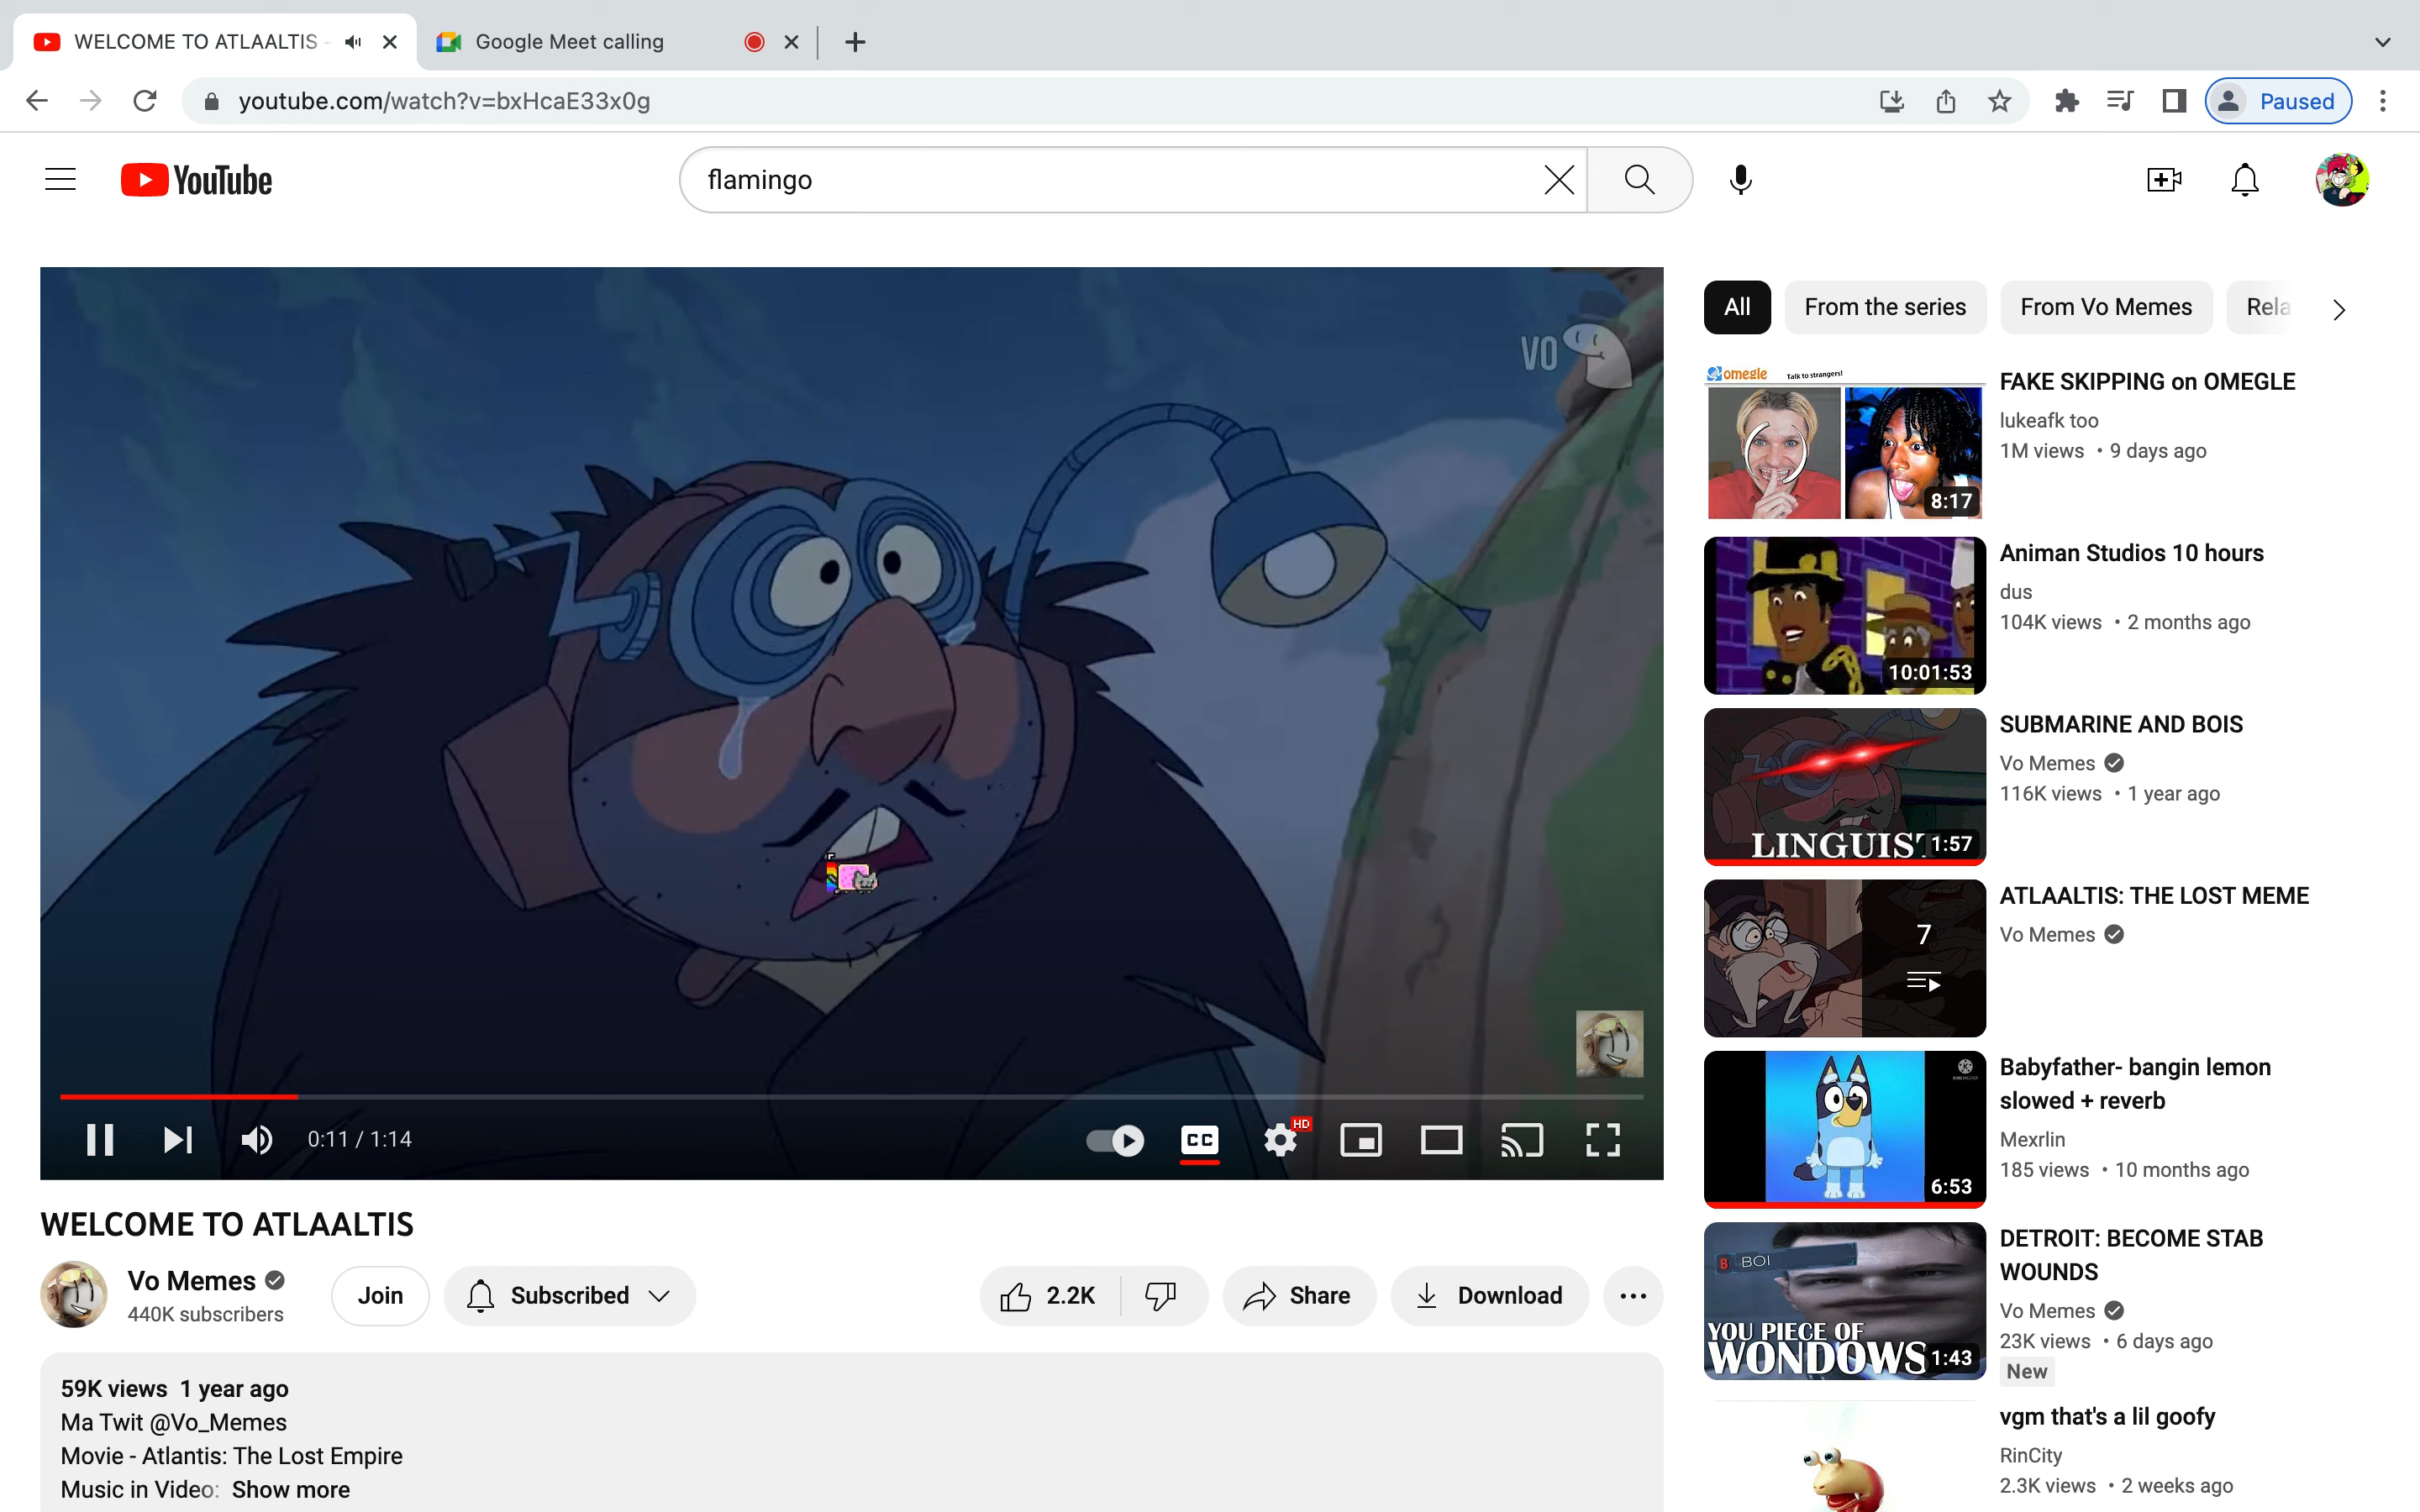 WELCOME TO ATLAALTIS -
Google Meet calling
youtube.com/watch?v=bxHcaE33x0g
Paused
YouTube
flamingo
VO
0:11 / 1:14
CC
HD
WELCOME TO ATLAALTIS
Vo Memes
440K subscribers
Join
Subscribed
2.2K
Share
Download
59K views 1 year ago
Ma Twit @Vo_Memes
Movie - Atlantis: The Lost Empire
Music in Video: Show more
All
From the series
From Vo Memes
Rela
omegle Talk to strangers!
8:17
FAKE SKIPPING on OMEGLE
lukeafk too
1M views • 9 days ago
10:01:53
Animan Studios 10 hours
dus
104K views • 2 months ago
LINGUIST
1:57
SUBMARINE AND BOIS
Vo Memes
116K views • 1 year ago
7
ATLAALTIS: THE LOST MEME
Vo Memes
6:53
Babyfather- bangin lemon
slowed + reverb
Mexrlin
185 views • 10 months ago
B BOI
YOU PIECE OF
WONDOWS
1:43
DETROIT: BECOME STAB
WOUNDS
Vo Memes
23K views • 6 days ago
New
vgm that's a lil goofy
RinCity
2.3K views • 2 weeks ago